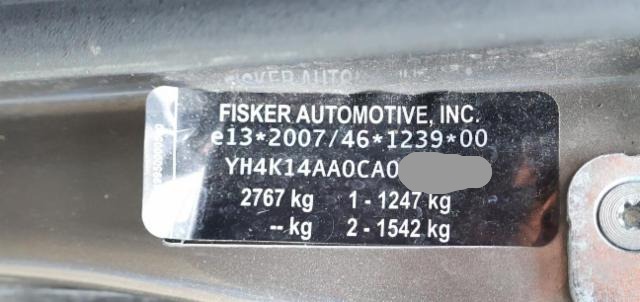 FISKER AUTOMOTIVE, INC.
e13*2007/46*1239*00
YH4K14AA0CA0
2767 kg 1 - 1247 kg
-- kg 2 - 1542 kg